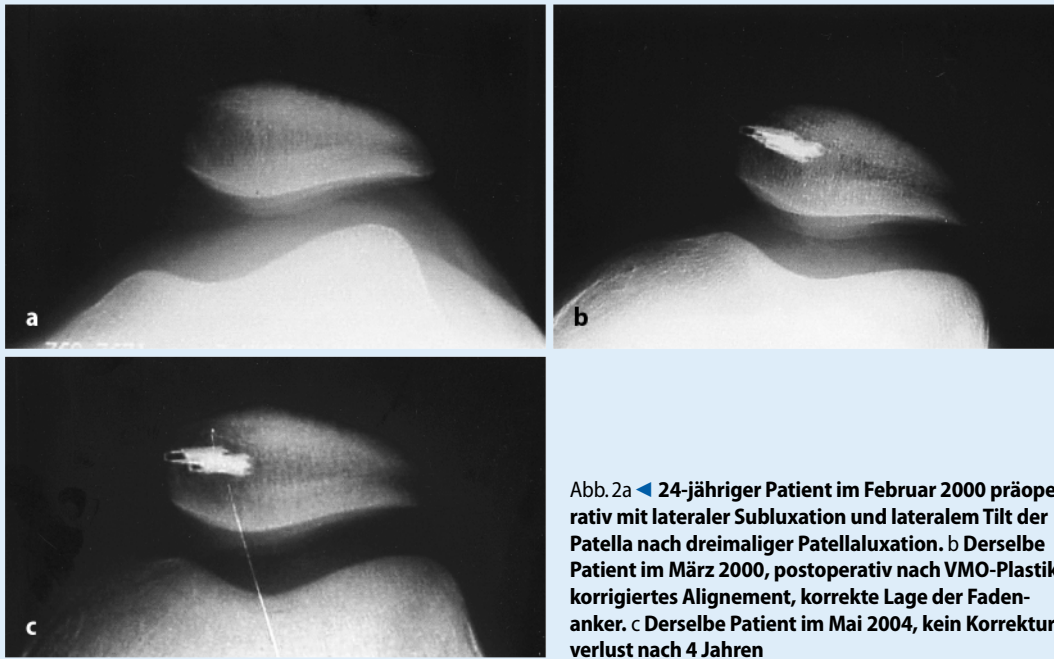 a
b
c
Abb. 2a ◄ 24-jähriger Patient im Februar 2000 präope-
rativ mit lateraler Subluxation und lateralem Tilt der
Patella nach dreimaliger Patellaluxation. b Derselbe
Patient im März 2000, postoperativ nach VMO-Plastik
korrigiertes Alignement, korrekte Lage der Faden-
anker. c Derselbe Patient im Mai 2004, kein Korrektur
verlust nach 4 Jahren